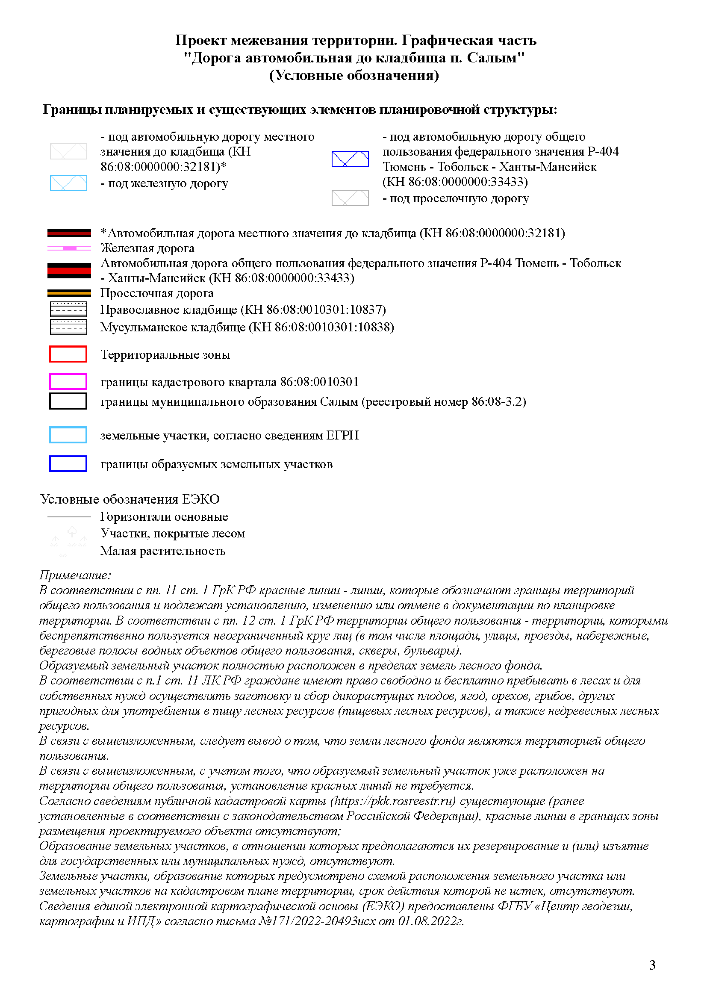 Проект межевания территории. Графическая часть
"Дорога автомобильная до кладбища п. Салым"
(Условные обозначения)
Границы планируемых и существующих элементов планировочной структуры:
- под автомобильную дорогу местного
значения до кладбища (КН
86:08:0000000:32181)*
- под железную дорогу
- под автомобильную дорогу общего
пользования федерального значения Р-404
Тюмень - Тобольск - Ханты-Мансийск
(КН 86:08:0000000:33433)
- под проселочную дорогу
*Автомобильная дорога местного значения до кладбища (КН 86:08:0000000:32181)
Железная дорога
Автомобильная дорога общего пользования федерального значения Р-404 Тюмень - Тобольск
- Ханты-Мансийск (КН 86:08:0000000:33433)
Проселочная дорога
Православное кладбище (КН 86:08:0010301:10837)
Мусульманское кладбище (КН 86:08:0010301:10838)
Территориальные зоны
границы кадастрового квартала 86:08:0010301
границы муниципального образования Салым (реестровый номер 86:08-3.2)
земельные участки, согласно сведениям ЕГРН
границы образуемых земельных участков
Условные обозначения ЕЭКО
Горизонтали основные
Участки, покрытые лесом
Малая растительность
Примечание:
В соответствии с пп. 11 ст. 1 ГрК РФ красные линии - линии, которые обозначают границы территорий
общего пользования и подлежат установлению, изменению или отмене в документации по планировке
территории. В соответствии с пп. 12 ст. 1 ГрК РФ территории общего пользования - территории, которыми
беспрепятственно пользуется неограниченный круг лиц (в том числе площади, улицы, проезды, набережные,
береговые полосы водных объектов общего пользования, скверы, бульвары).
Образуемый земельный участок полностью расположен в пределах земель лесного фонда.
В соответствии с п.1 ст. 11 ЛК РФ граждане имеют право свободно и бесплатно пребывать в лесах и для
собственных нужд осуществлять заготовку и сбор дикорастущих плодов, ягод, орехов, грибов, других
пригодных для употребления в пищу лесных ресурсов (пищевых лесных ресурсов), а также недревесных лесных
ресурсов.
В связи с вышеизложенным, следует вывод о том, что земли лесного фонда являются территорией общего
пользования.
В связи с вышеизложенным, с учетом того, что образуемый земельный участок уже расположен на
территории общего пользования, установление красных линий не требуется.
Согласно сведениям публичной кадастровой карты (https://pkk.rosreestr.ru) существующие (ранее
установленные в соответствии с законодательством Российской Федерации), красные линии в границах зоны
размещения проектируемого объекта отсутствуют;
Образование земельных участков, в отношении которых предполагаются их резервирование и (или) изъятие
для государственных или муниципальных нужд, отсутствуют.
Земельные участки, образование которых предусмотрено схемой расположения земельного участка или
земельных участков на кадастровом плане территории, срок действия которой не истек, отсутствуют.
Сведения единой электронной картографической основы (ЕЭКО) предоставлены ФГБУ «Центр геодезии,
картографии и ИПД» согласно письма №171/2022-20493исх от 01.08.2022г.
3